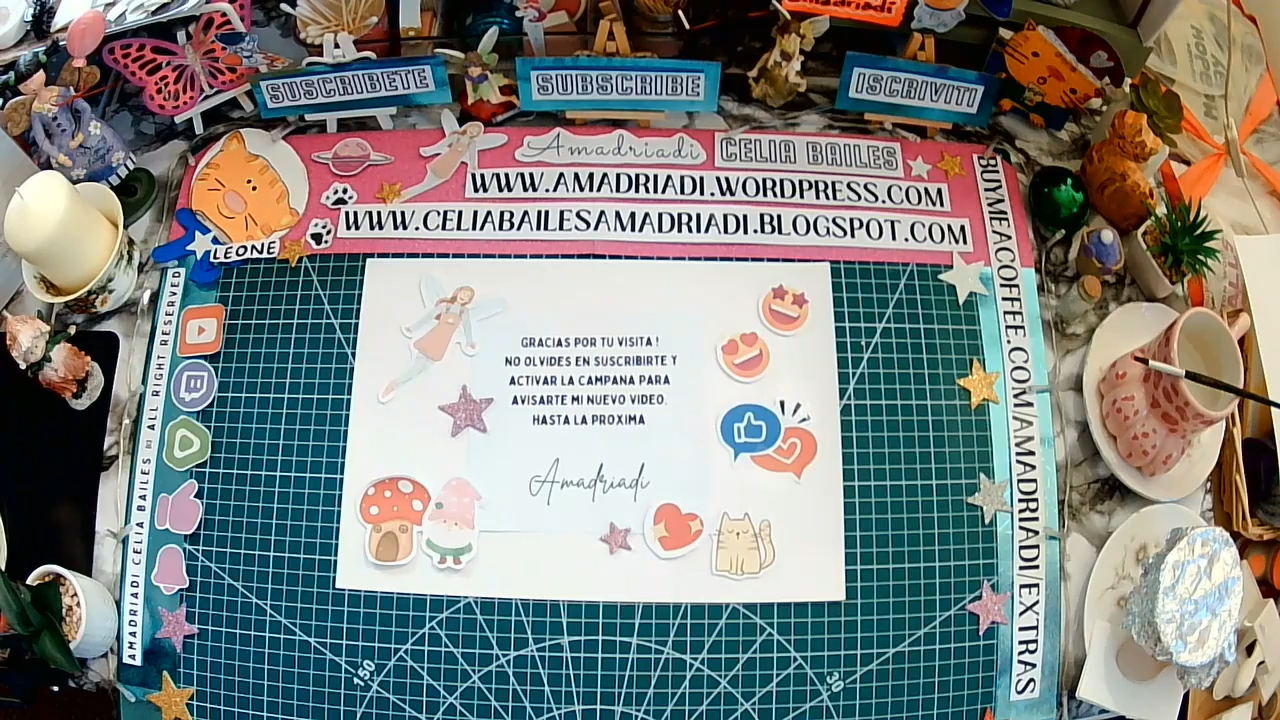 Amadriadi
SUSCRIBETE
SUBSCRIBE
ISCRIVITI
Amadriadi CELIA BAILES
WWW.AMADRIADI.WORDPRESS.COM
WWW.CELIABAILESAMADRIADI.BLOGSPOT.COM
LEONE
AMADRIADI CELIA BAILES ALL RIGHT RESERVED
BUYMEACOFFEE.COM/AMADRIADI/EXTRAS
GRACIAS POR TU VISITA !
NO OLVIDES EN SUSCRIBIRTE Y
ACTIVAR LA CAMPANA PARA
AVISARTE MI NUEVO VIDEO.
HASTA LA PROXIMA
Amadriadi
150
30